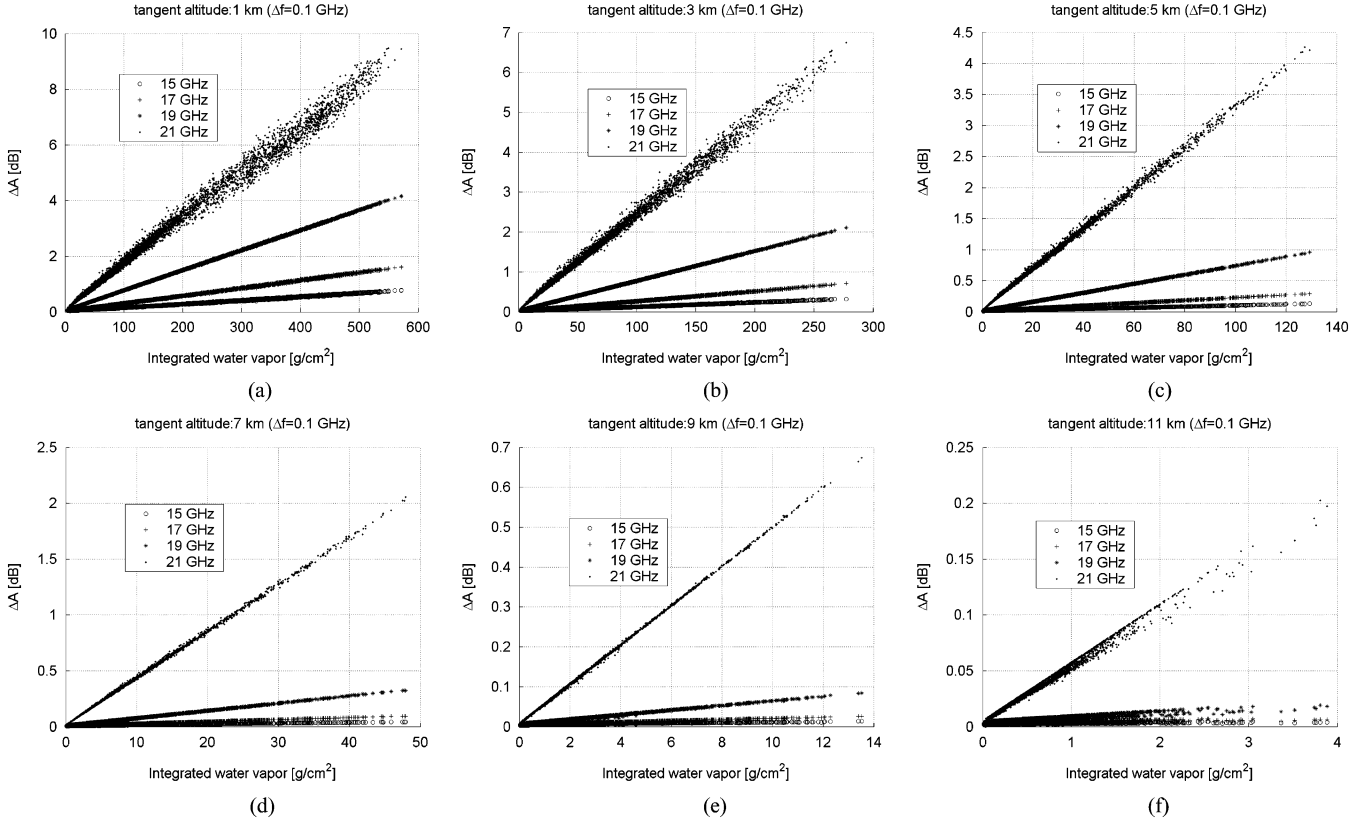 tangent altitude:1 km (Δf=0.1 GHz)
10
8
6
4
2
0
ΔA [dB]
15 GHz
17 GHz
19 GHz
21 GHz
0 100 200 300 400 500 600
Integrated water vapor [g/cm²]
(a)
tangent altitude:3 km (Δf=0.1 GHz)
7
6
5
4
3
2
1
0
ΔA [dB]
15 GHz
17 GHz
19 GHz
21 GHz
0 50 100 150 200 250 300
Integrated water vapor [g/cm²]
(b)
tangent altitude:5 km (Δf=0.1 GHz)
4.5
4
3.5
3
2.5
2
1.5
1
0.5
0
ΔA [dB]
15 GHz
17 GHz
19 GHz
21 GHz
0 20 40 60 80 100 120 140
Integrated water vapor [g/cm²]
(c)
tangent altitude:7 km (Δf=0.1 GHz)
2.5
2
1.5
1
0.5
0
ΔA [dB]
15 GHz
17 GHz
19 GHz
21 GHz
0 10 20 30 40 50
Integrated water vapor [g/cm²]
(d)
tangent altitude:9 km (Δf=0.1 GHz)
0.7
0.6
0.5
0.4
0.3
0.2
0.1
0
ΔA [dB]
15 GHz
17 GHz
19 GHz
21 GHz
0 2 4 6 8 10 12 14
Integrated water vapor [g/cm²]
(e)
tangent altitude:11 km (Δf=0.1 GHz)
0.25
0.2
0.15
0.1
0.05
0
ΔA [dB]
15 GHz
17 GHz
19 GHz
21 GHz
0 1 2 3 4
Integrated water vapor [g/cm²]
(f)